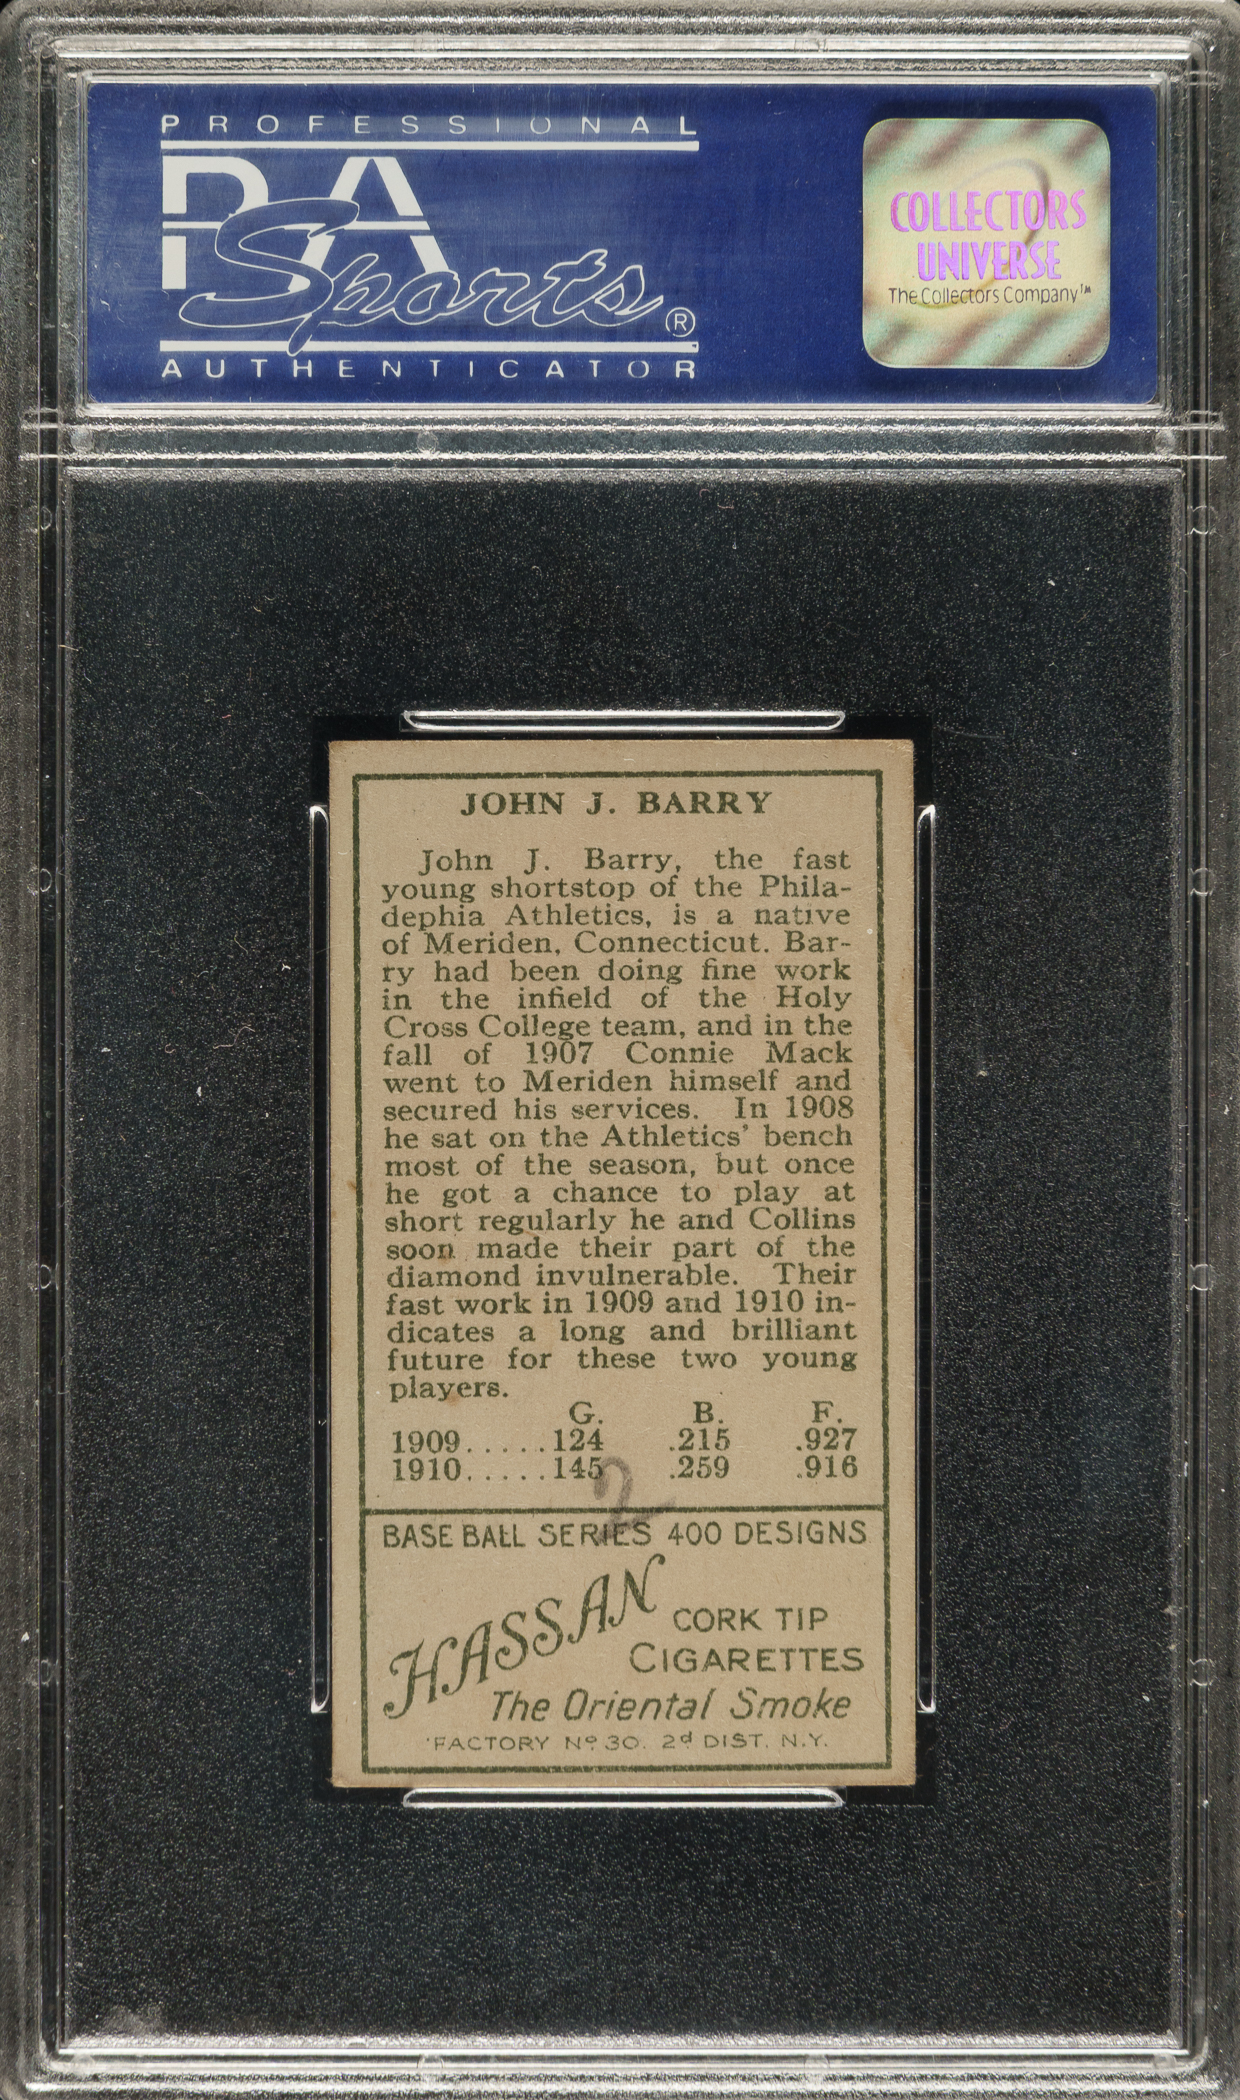 PROFESSIONAL
PSA
Sports®
AUTHENTICATOR
COLLECTORS
UNIVERSE
The Collectors Company™
JOHN J. BARRY
John J. Barry, the fast
young shortstop of the Phila-
dephia Athletics, is a native
of Meriden, Connecticut. Bar-
ry had been doing fine work
in the infield of the Holy
Cross College team, and in the
fall of 1907 Connie Mack
went to Meriden himself and
secured his services. In 1908
he sat on the Athletics' bench
most of the season, but once
he got a chance to play at
short regularly he and Collins
soon made their part of the
diamond invulnerable. Their
fast work in 1909 and 1910 in-
dicates a long and brilliant
future for these two young
players.
G. B. F.
1909.....124 .215 .927
1910.....145 .259 .916
2
BASE BALL SERIES 400 DESIGNS
HASSAN
CORK TIP
CIGARETTES
The Oriental Smoke
FACTORY Nº 30. 2d DIST. N.Y.